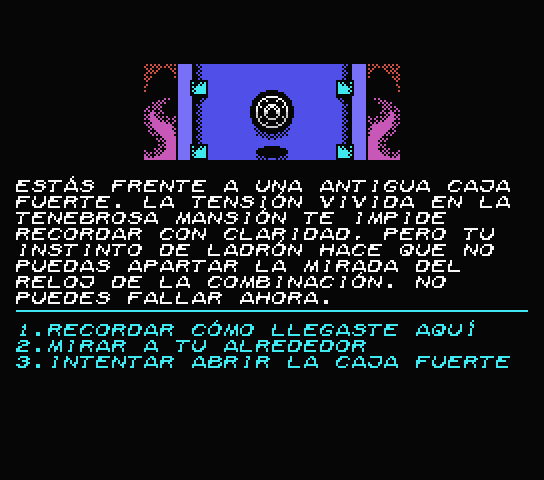 ESTÁS FRENTE A UNA ANTIGUA CAJA
FUERTE. LA TENSIÓN VIVIDA EN LA
TENEBROSA MANSIÓN TE IMPIDE
RECORDAR CON CLARIDAD. PERO TU
INSTINTO DE LADRÓN HACE QUE NO
PUEDAS APARTAR LA MIRADA DEL
RELOJ DE LA COMBINACIÓN. NO
PUEDES FALLAR AHORA.
1.RECORDAR CÓMO LLEGASTE AQUÍ
2.MIRAR A TU ALREDEDOR
3.INTENTAR ABRIR LA CAJA FUERTE